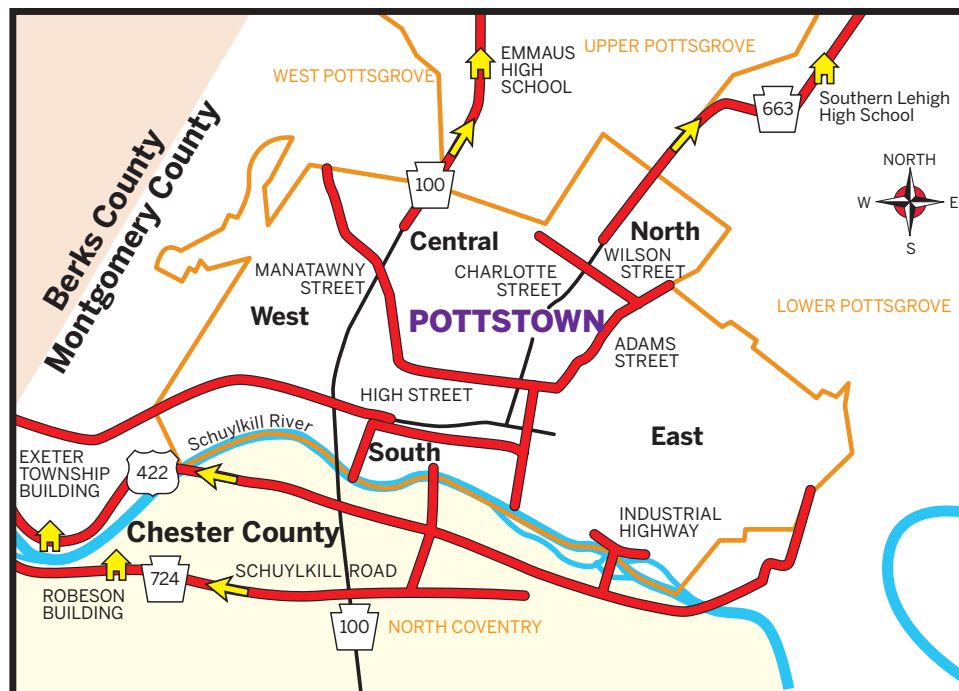 UPPER POTTSGROVE
EMMAUS
HIGH
SCHOOL
WEST POTTSGROVE
663
Southern Lehigh
High School
Berks County
Montgomery County
100
NORTH
W
E
S
Central
North
WILSON
STREET
MANATAWNY
STREET
CHARLOTTE
STREET
West
POTTSTOWN
LOWER POTTSGROVE
ADAMS
STREET
HIGH STREET
Schuylkill River
East
South
EXETER
TOWNSHIP
BUILDING
422
INDUSTRIAL
HIGHWAY
Chester County
724
SCHUYLKILL ROAD
ROBESON
BUILDING
100
NORTH COVENTRY